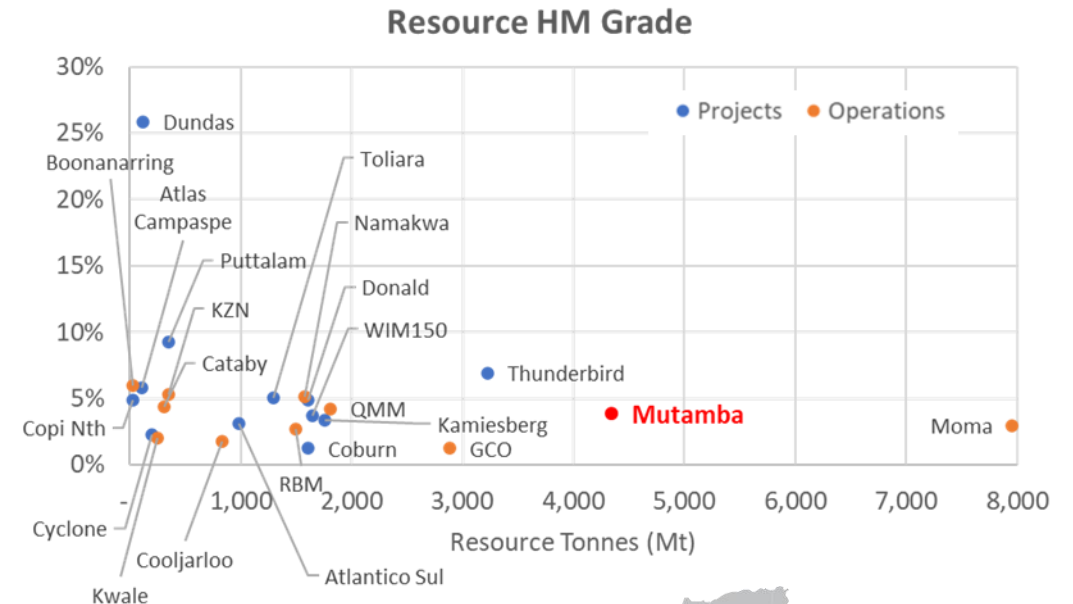 Resource HM Grade
30%
Projects
Operations
Dundas
25%
Boonanarring
Toliara
Atlas
20%
Campaspe
Namakwa
Puttalam
15%
Donald
KZN
WIM150
10%
Cataby
Thunderbird
5%
QMM
Mutamba
Copi Nth
Kamiesberg
Moma
Coburn
GCO
0%
RBM
-
1,000
2,000
3,000
4,000
5,000
6,000
7,000
8,000
Cyclone
Resource Tonnes (Mt)
Cooljarloo
Atlantico Sul
Kwale